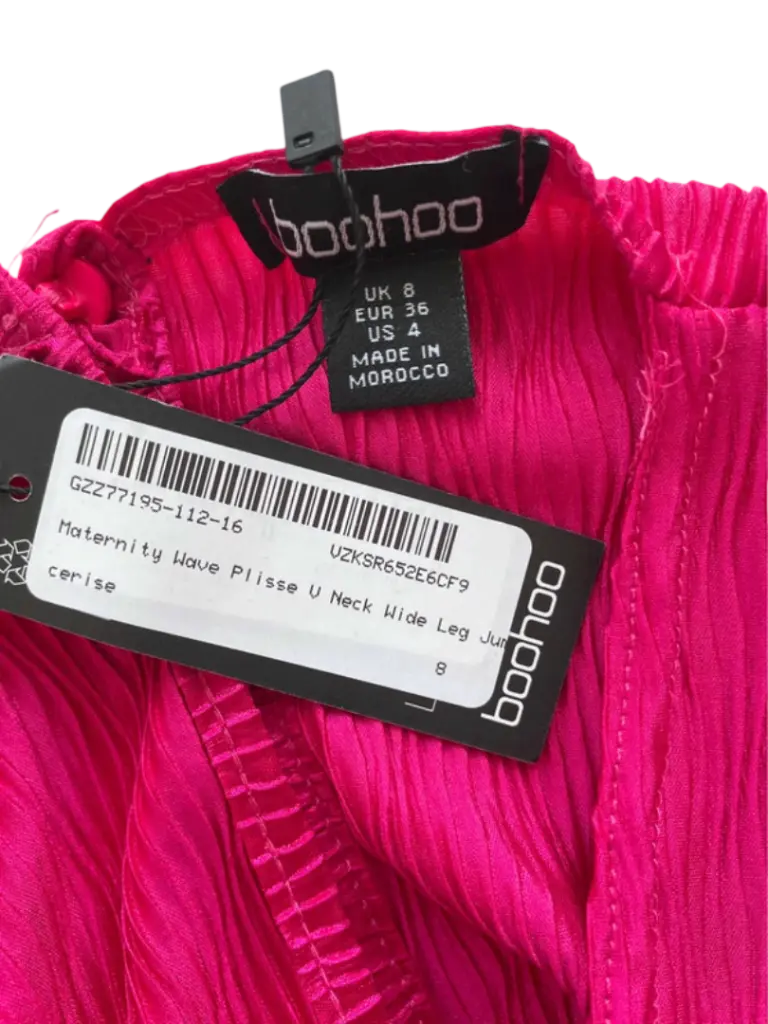 boohoo
UK 8
EUR 36
US 4
MADE IN
MOROCCO
GZZ77195-112-16
VZKSR652E6CF9
Maternity Wave Plisse V Neck Wide Leg Jum
cerise
8
boohoo